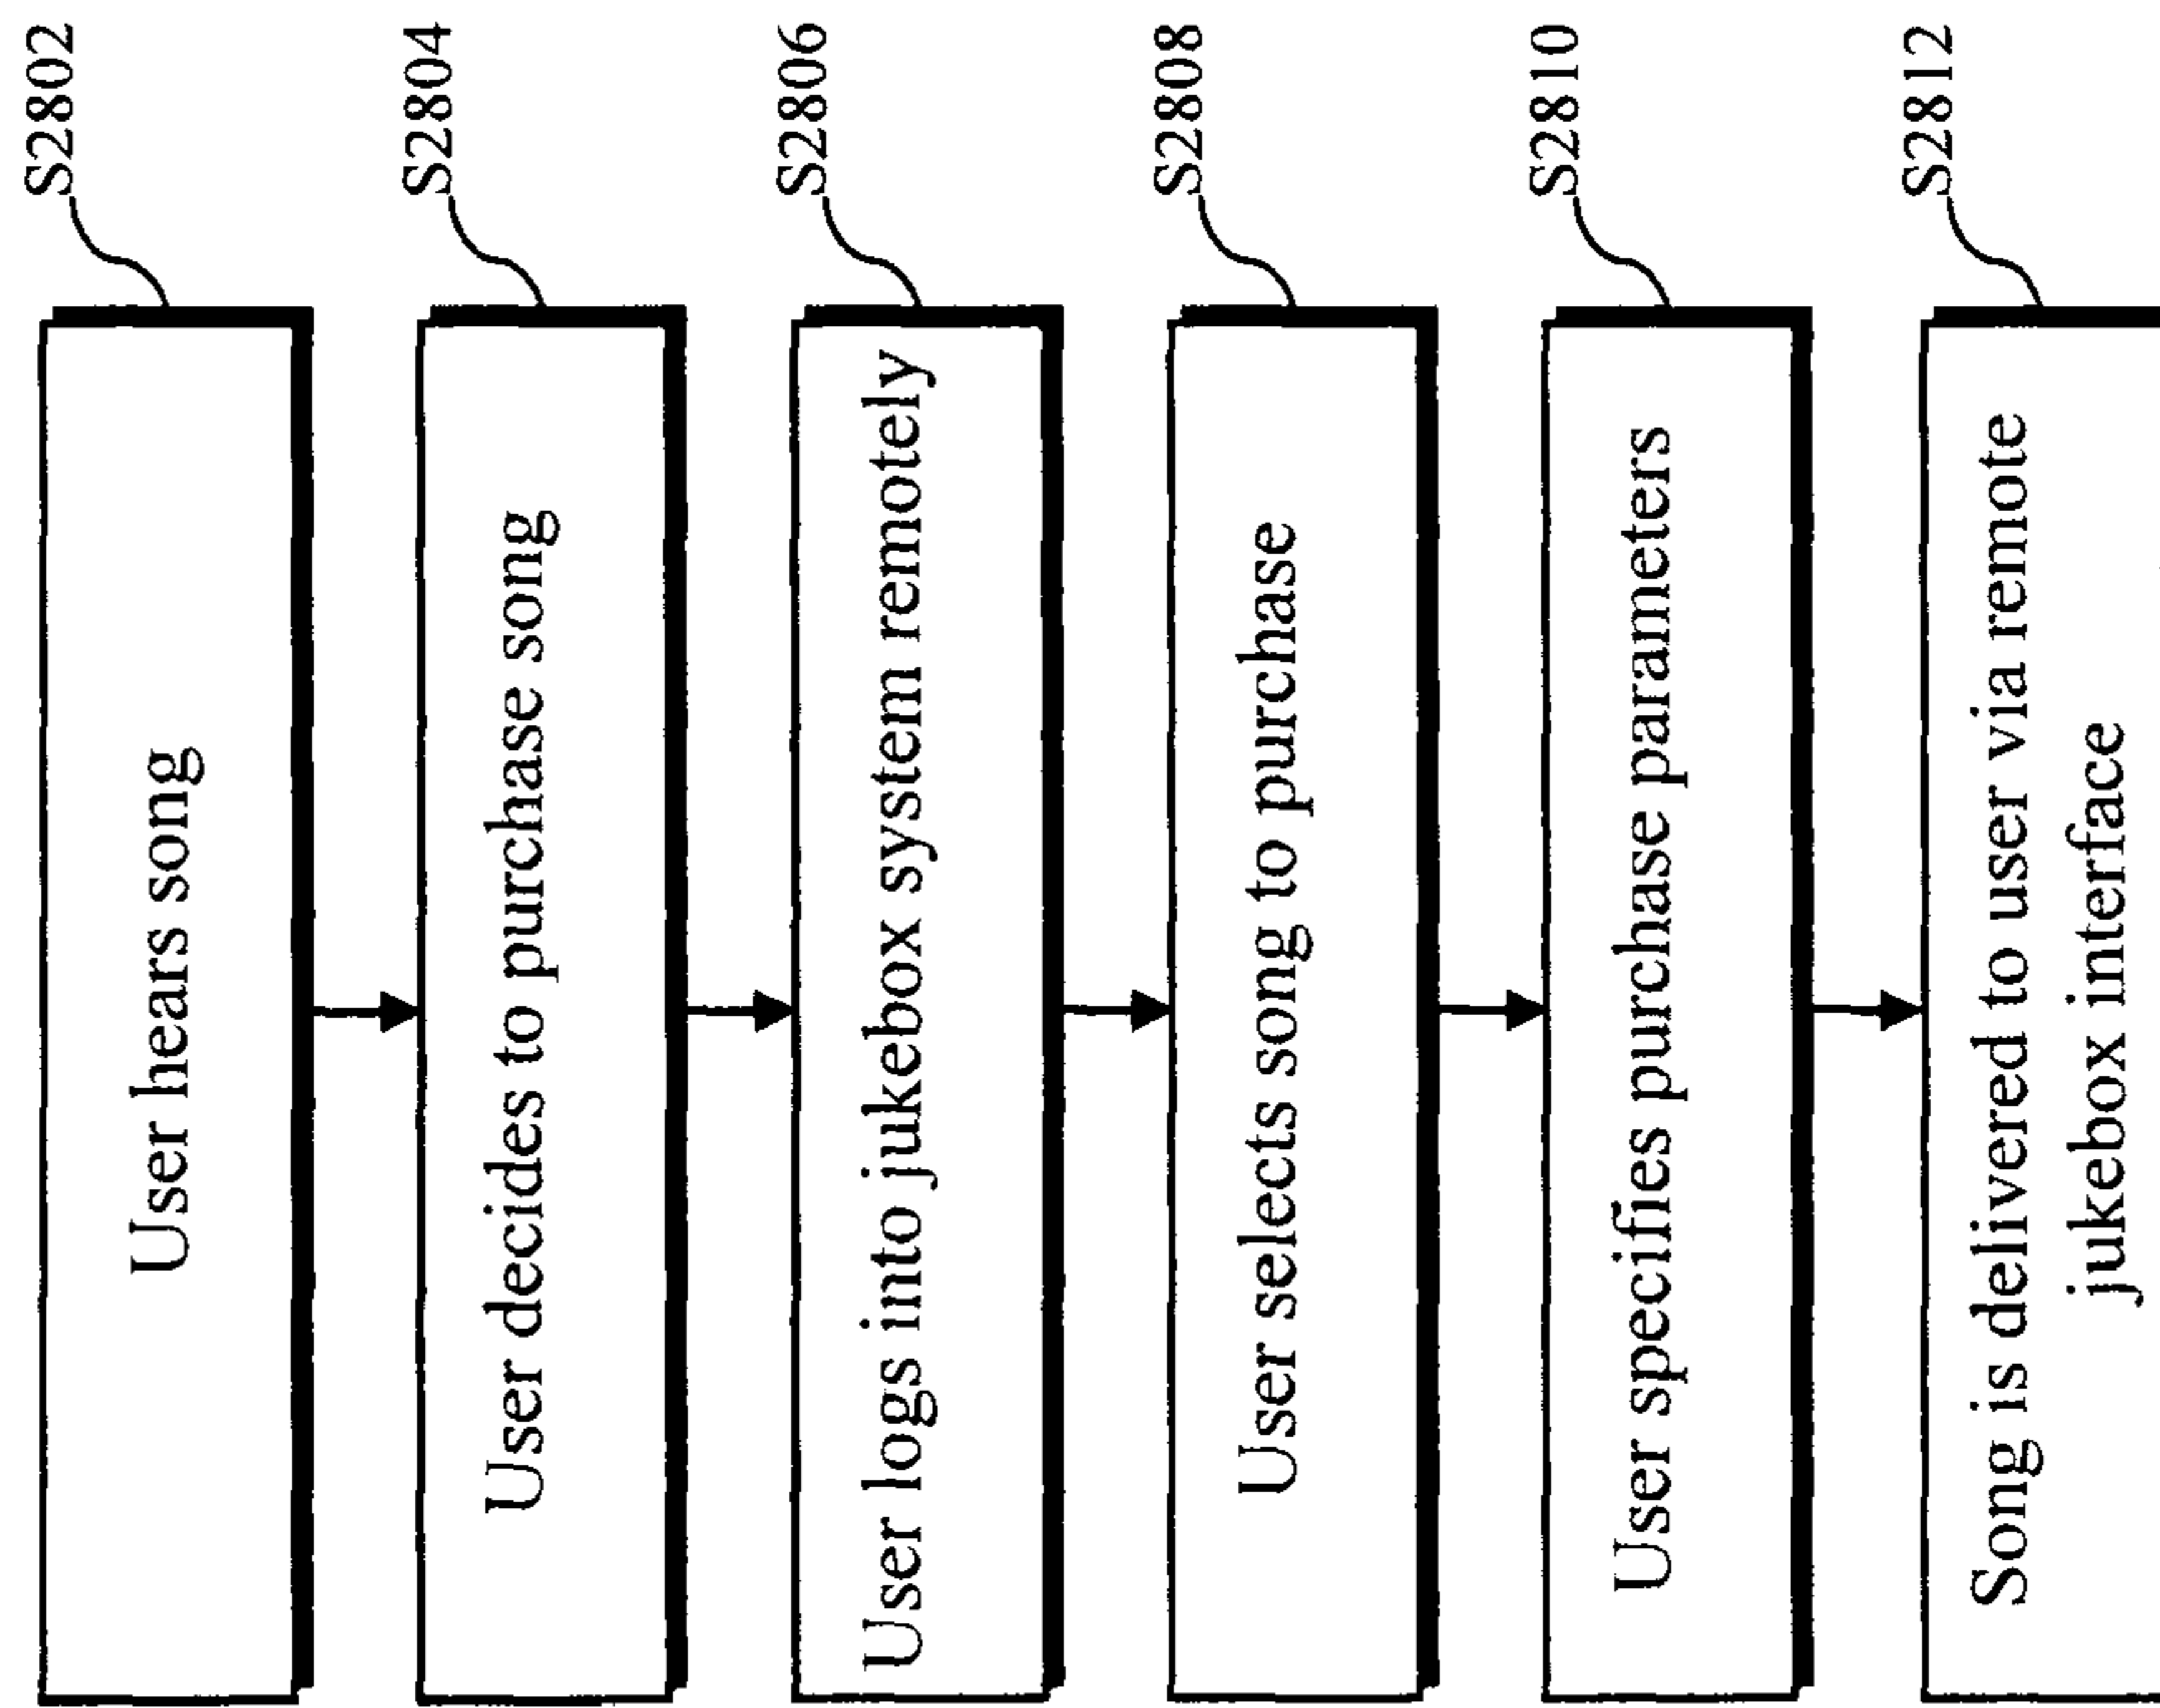 S2802
User hears song
S2804
User decides to purchase song
S2806
User logs into jukebox system remotely
S2808
User selects song to purchase
S2810
User specifies purchase parameters
S2812
Song is delivered to user via remote
jukebox interface